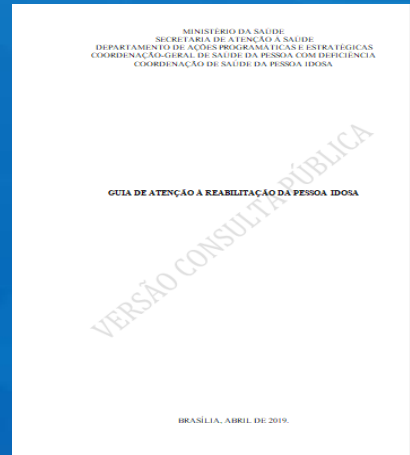 MINISTÉRIO DA SAÚDE
SECRETARIA DE ATENÇÃO À SAÚDE
DEPARTAMENTO DE AÇÕES PROGRAMÁTICAS E ESTRATÉGICAS
COORDENAÇÃO-GERAL DE SAÚDE DA PESSOA COM DEFICIÊNCIA
COORDENAÇÃO DE SAÚDE DA PESSOA IDOSA
GUIA DE ATENÇÃO À REABILITAÇÃO DA PESSOA IDOSA
VERSÃO CONSULTA PÚBLICA
BRASÍLIA, ABRIL DE 2019.